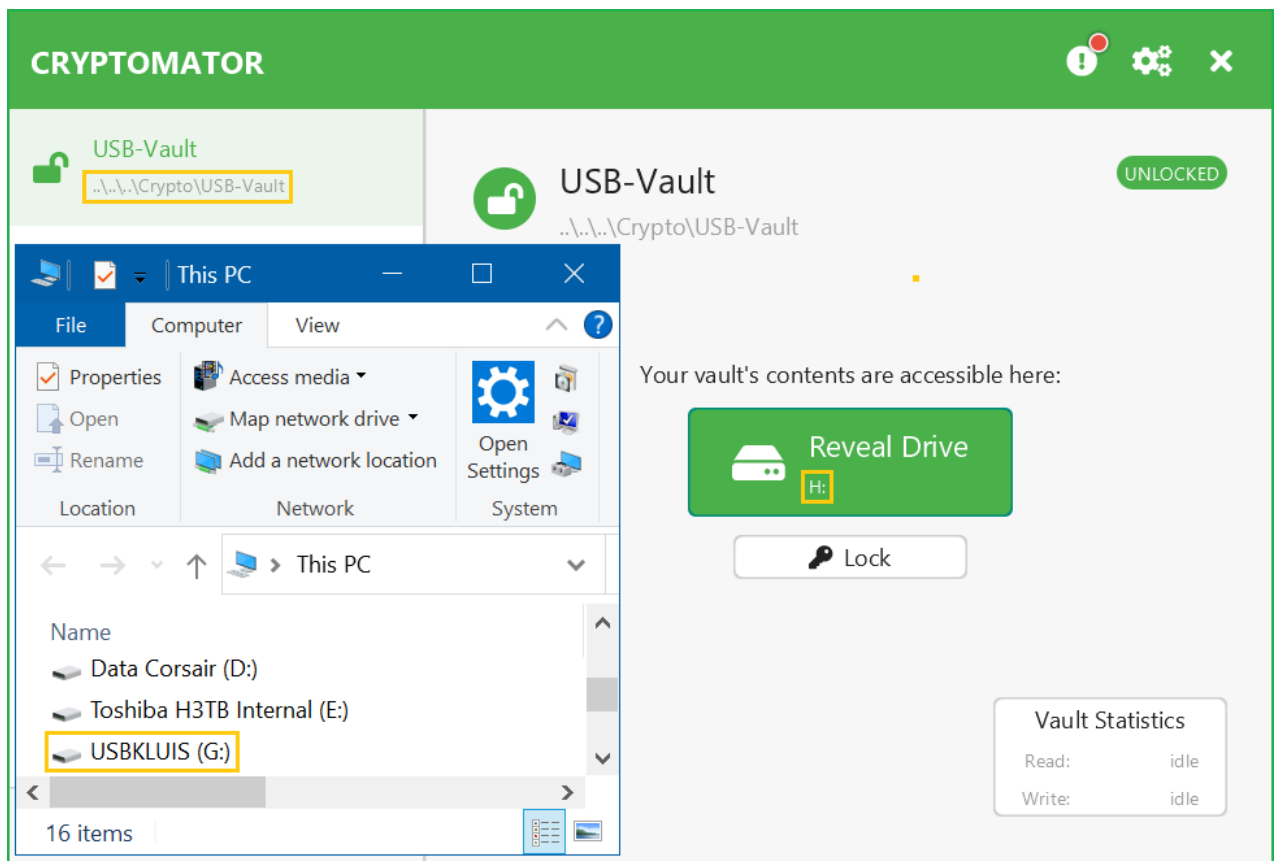 CRYPTOMATOR
USB-Vault
..\..\..\Crypto\USB-Vault
USB-Vault
..\..\..\Crypto\USB-Vault
UNLOCKED
This PC
File Computer View
Properties
Open
Rename
Location
Access media
Map network drive
Add a network location
Network
Open
Settings
System
This PC
Name
Data Corsair (D:)
Toshiba H3TB Internal (E:)
USBKLUIS (G:)
16 items
Your vault's contents are accessible here:
Reveal Drive
H:
Lock
Vault Statistics
Read: idle
Write: idle